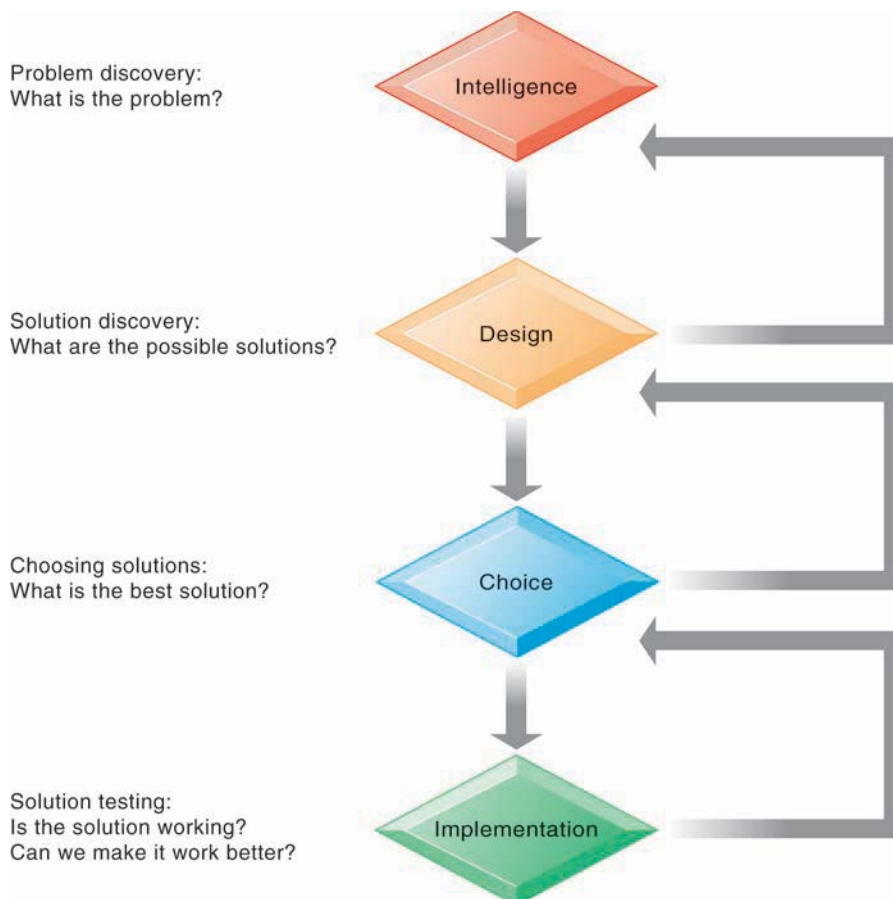 Problem discovery:
What is the problem?
Intelligence
Solution discovery:
What are the possible solutions?
Design
Choosing solutions:
What is the best solution?
Choice
Solution testing:
Is the solution working?
Can we make it work better?
Implementation